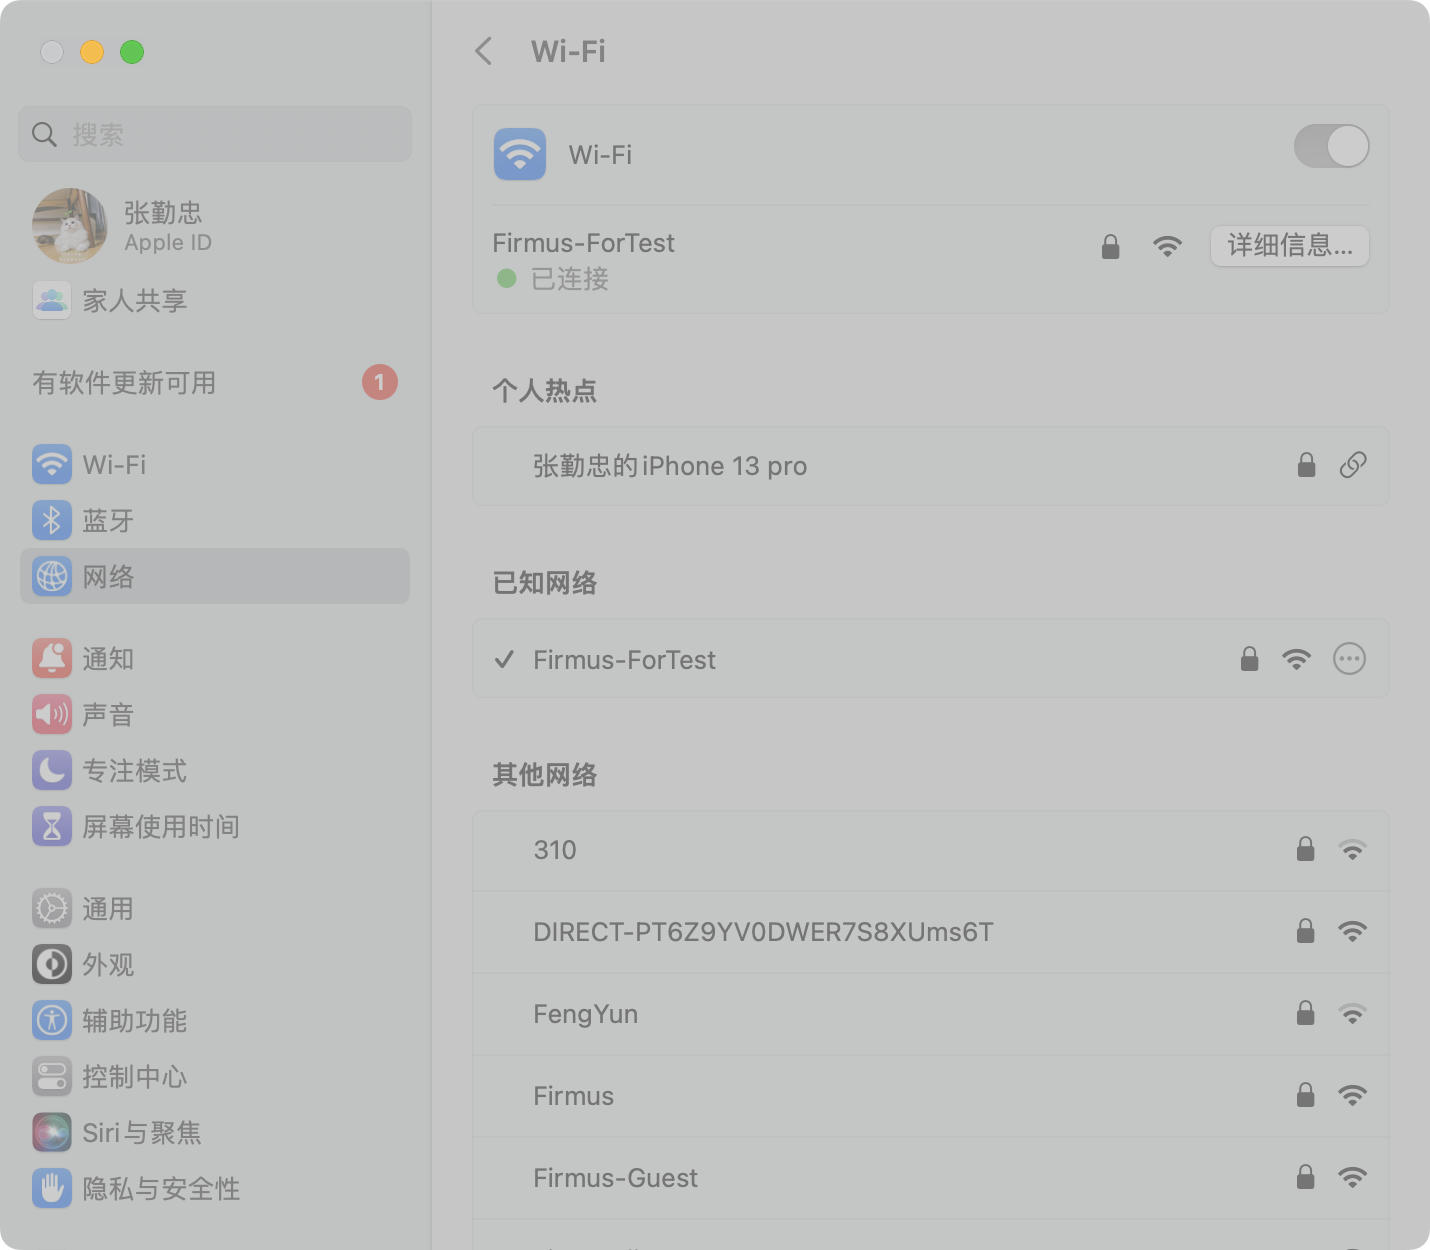 搜索
张勤忠
Apple ID
家人共享
有软件更新可用
1
Wi-Fi
蓝牙
网络
通知
声音
专注模式
屏幕使用时间
通用
外观
辅助功能
控制中心
Siri与聚焦
隐私与安全性
Wi-Fi
Wi-Fi
Firmus-ForTest
详细信息...
已连接
个人热点
张勤忠的iPhone 13 pro
已知网络
Firmus-ForTest
其他网络
310
DIRECT-PT6Z9YV0DWER7S8XUms6T
FengYun
Firmus
Firmus-Guest